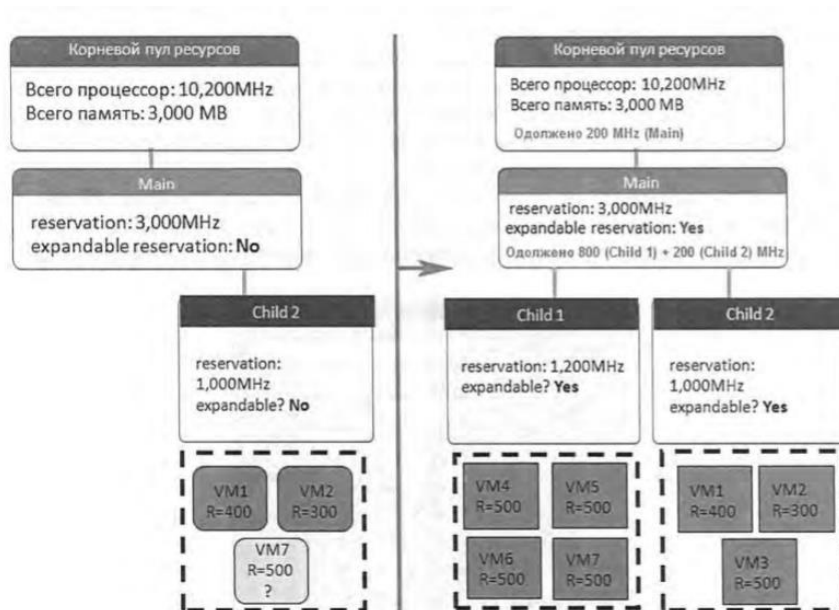 Корневой пул ресурсов
Всего процессор: 10,200MHz
Всего память: 3,000 MB
Main
reservation: 3,000MHz
expandable reservation: No
Child 2
reservation:
1,000MHz
expandable? No
VM1
R=400
VM2
R=300
VM7
R=500
?
Корневой пул ресурсов
Всего процессор: 10,200MHz
Всего память: 3,000 MB
Одолжено 200 MHz (Main)
Main
reservation: 3,000MHz
expandable reservation: Yes
Одолжено 800 (Child 1) + 200 (Child 2) MHz
Child 1
reservation: 1,200MHz
expandable? Yes
VM4
R=500
VM5
R=500
VM6
R=500
VM7
R=500
Child 2
reservation:
1,000MHz
expandable? Yes
VM1
R=400
VM2
R=300
VM3
R=500